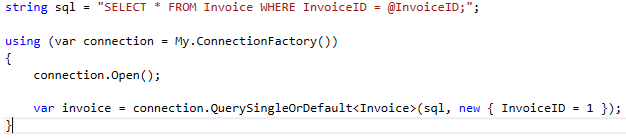 string sql = "SELECT * FROM Invoice WHERE InvoiceID = @InvoiceID;";
using (var connection = My.ConnectionFactory())
{
connection.Open();
var invoice = connection.QuerySingleOrDefault<Invoice>(sql, new { InvoiceID = 1 });
}